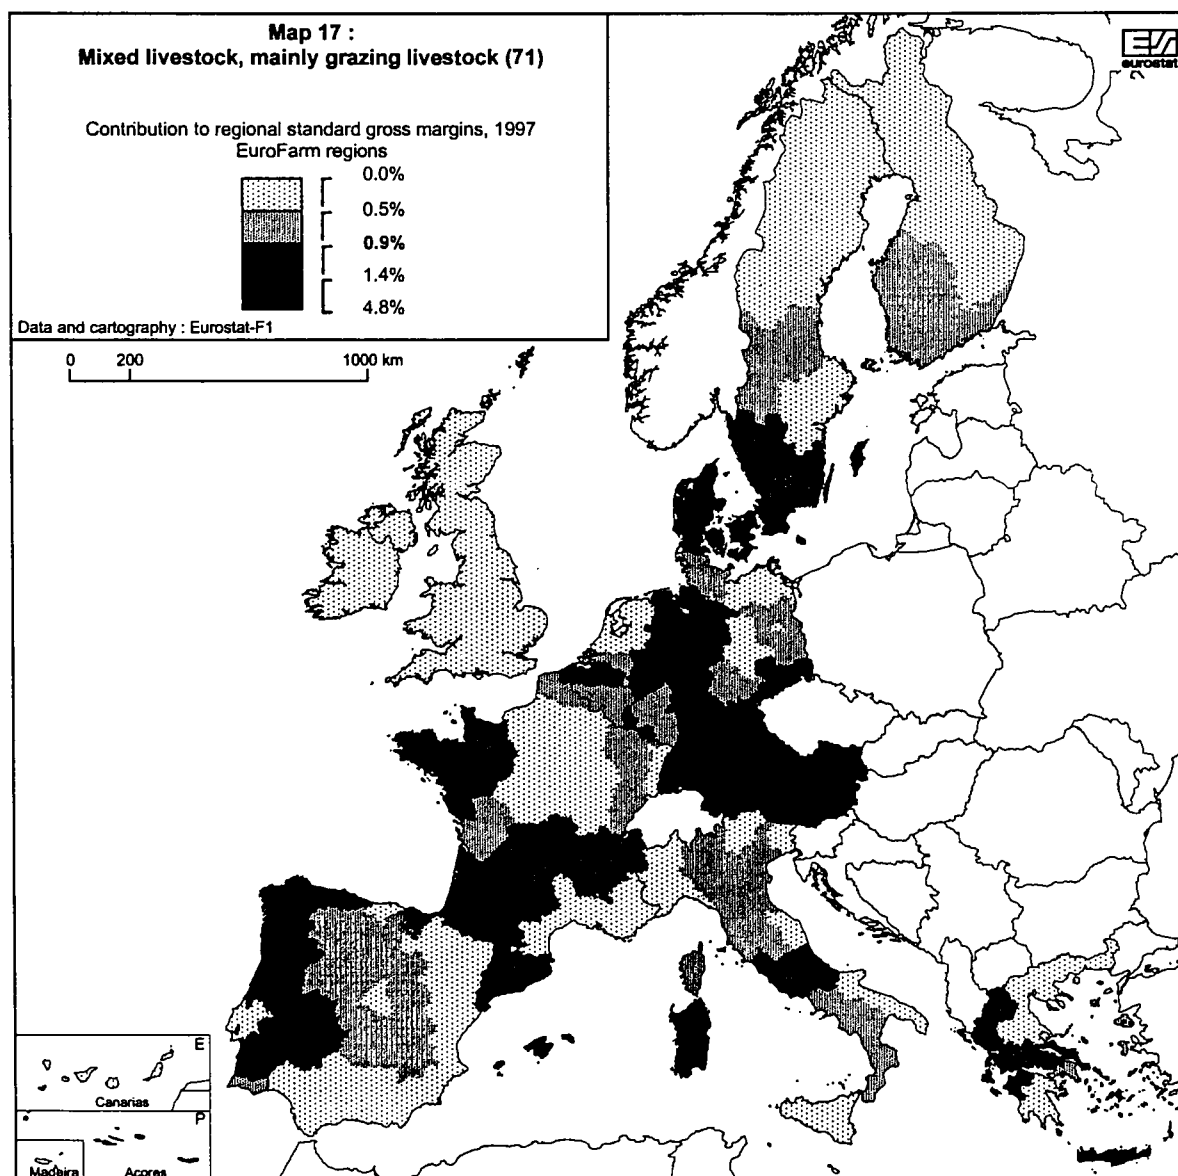 Map 17 :
Mixed livestock, mainly grazing livestock (71)
eurostat
Contribution to regional standard gross margins, 1997
EuroFarm regions
0.0%
0.5%
0.9%
1.4%
4.8%
Data and cartography : Eurostat-F1
0 200 1000 km
E
Canarias
P
Madeira Açores